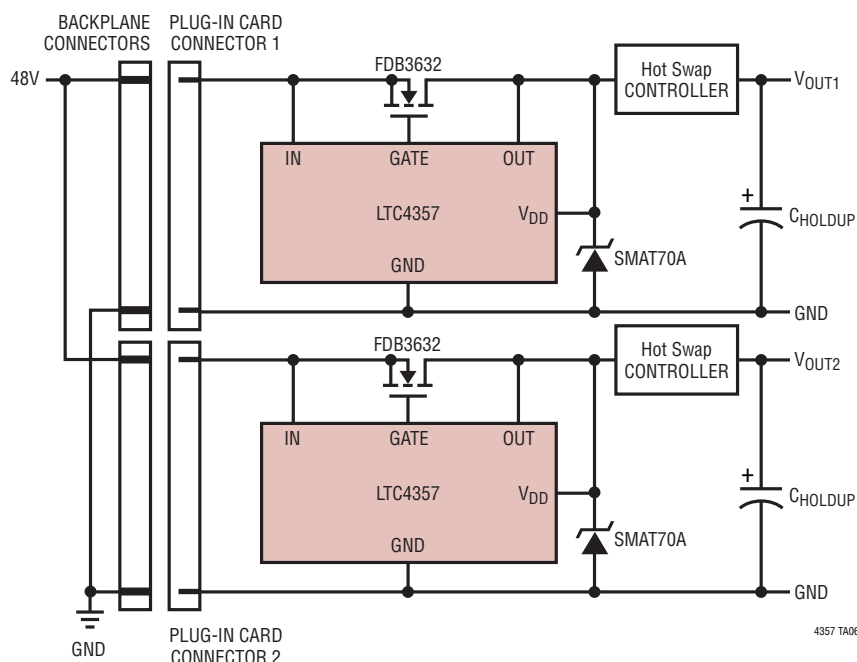 BACKPLANE
CONNECTORS
PLUG-IN CARD
CONNECTOR 1
48V
FDB3632
Hot Swap
CONTROLLER
VOUT1
IN
GATE
OUT
LTC4357
VDD
GND
SMAT70A
+
CHOLDUP
GND
FDB3632
Hot Swap
CONTROLLER
VOUT2
IN
GATE
OUT
LTC4357
VDD
GND
SMAT70A
+
CHOLDUP
GND
GND
PLUG-IN CARD
CONNECTOR 2
4357 TA06